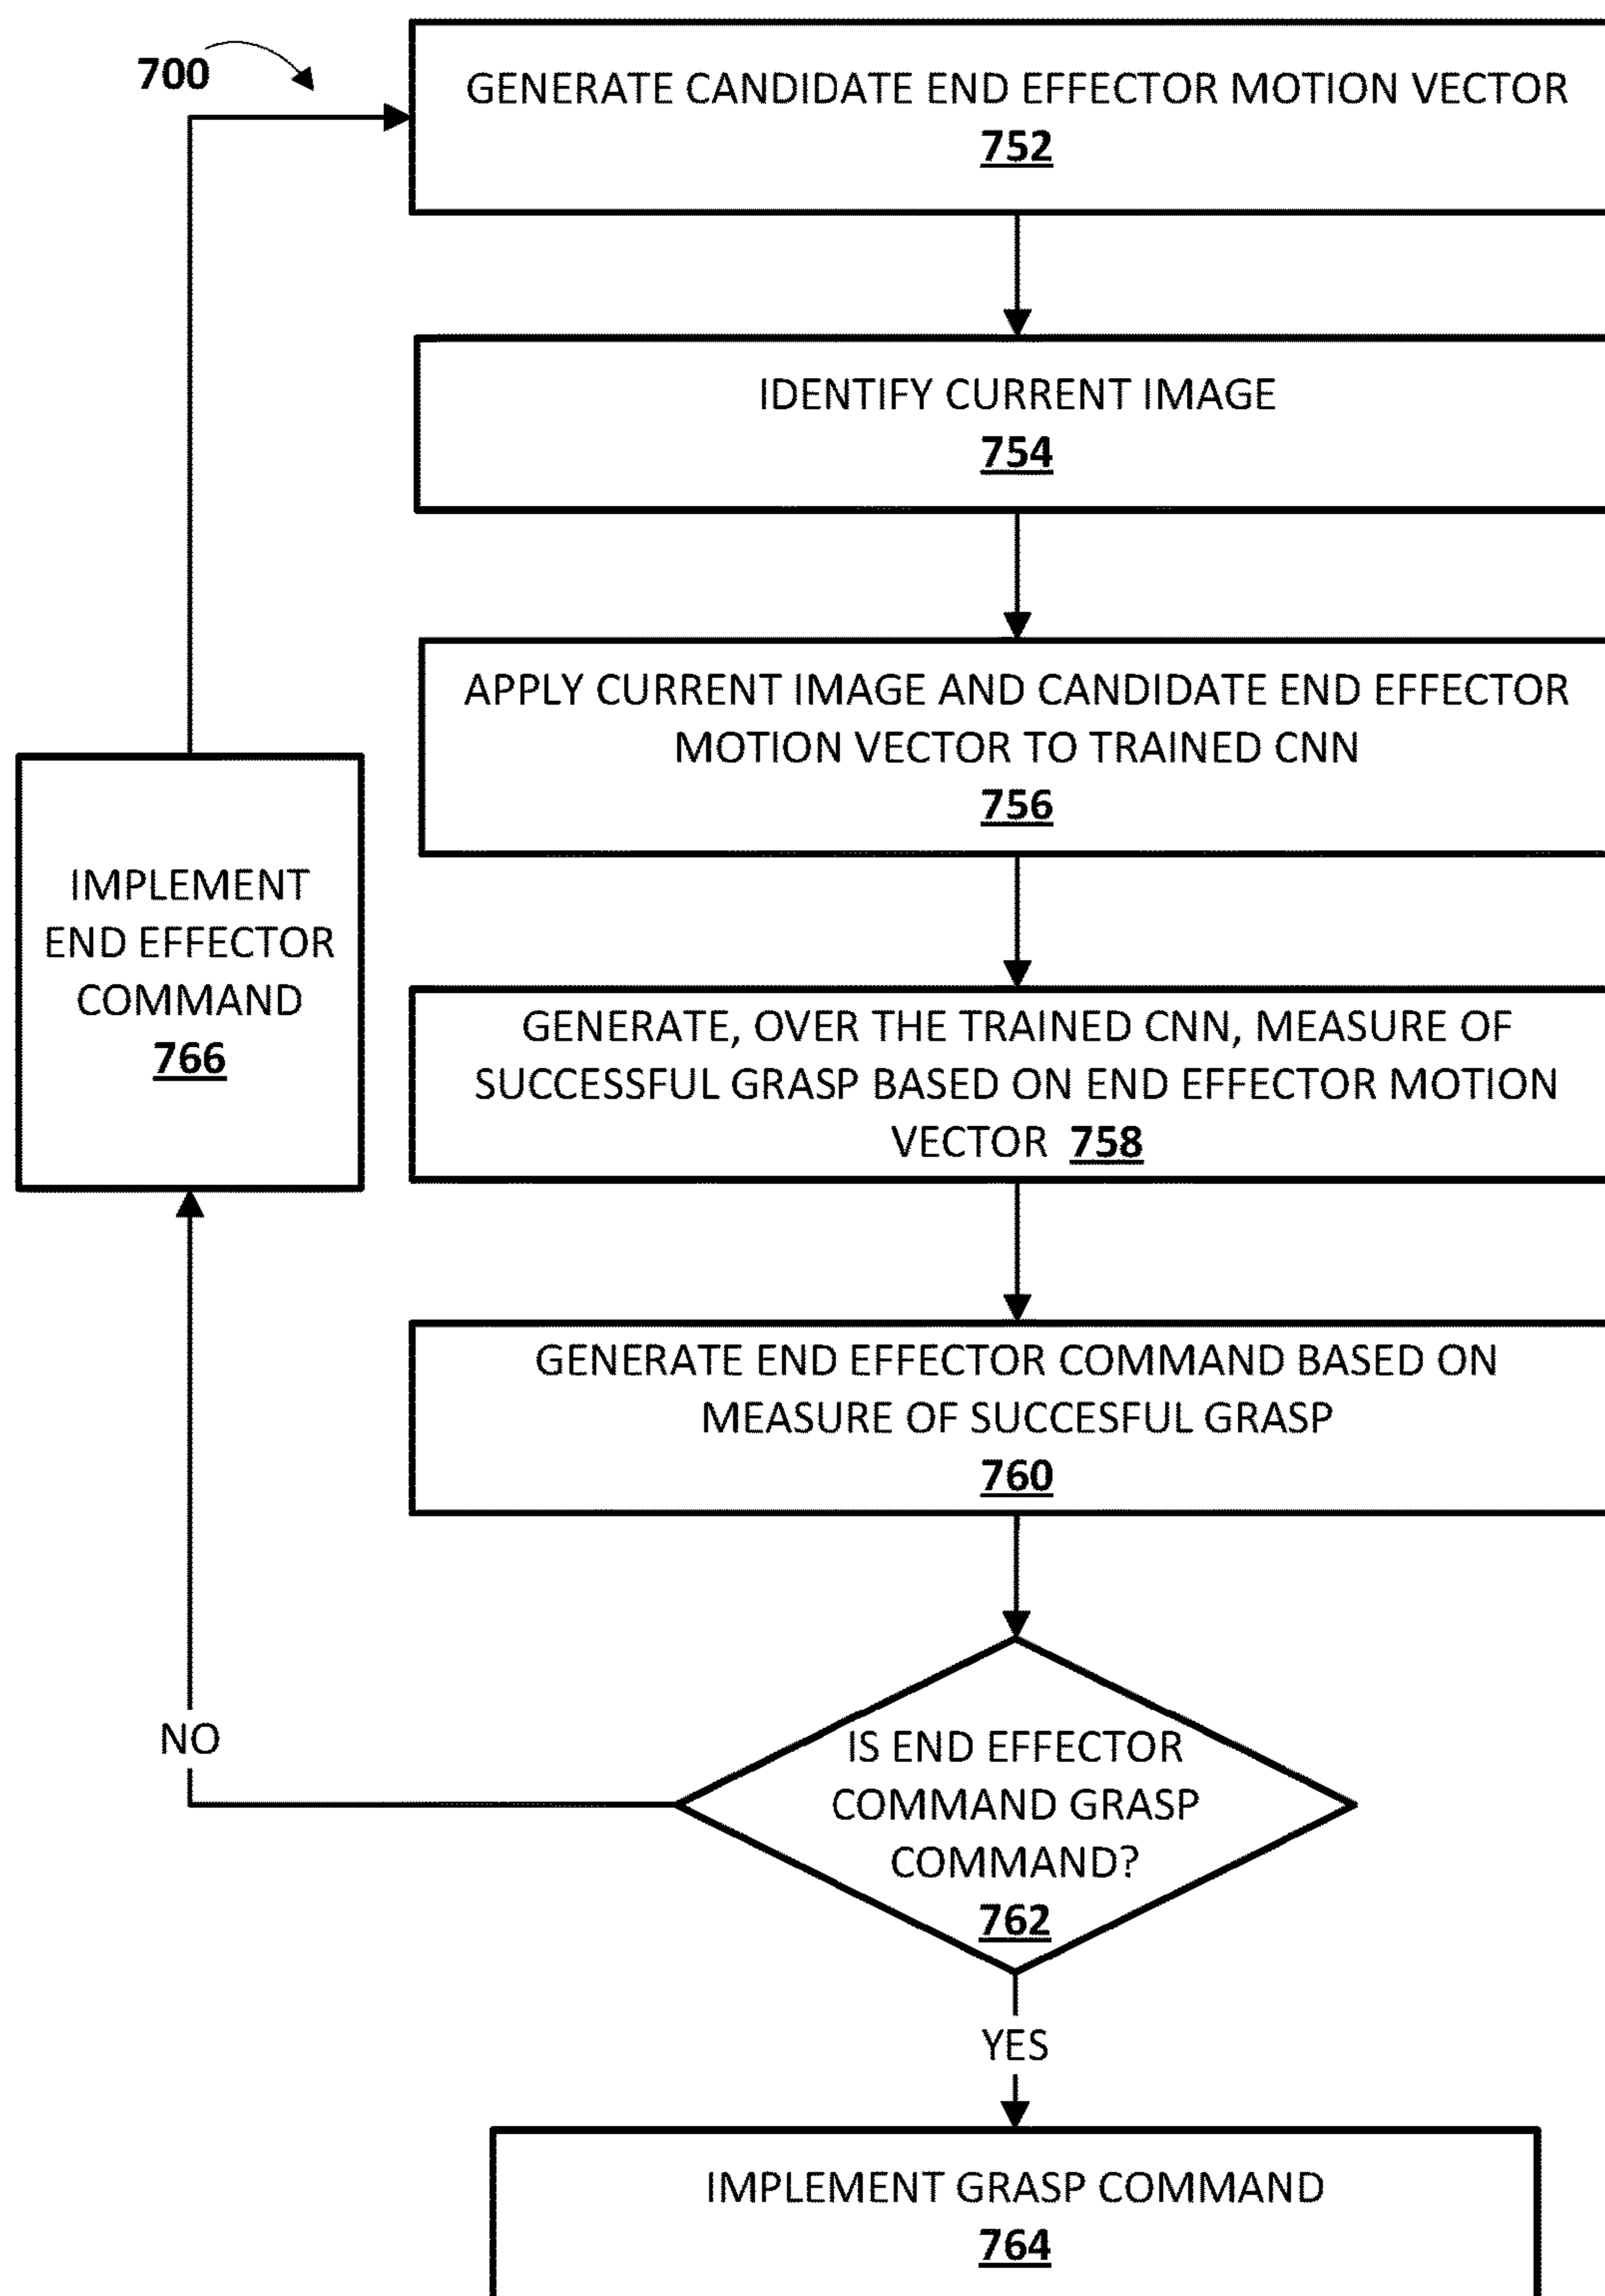 700
GENERATE CANDIDATE END EFFECTOR MOTION VECTOR
752
IDENTIFY CURRENT IMAGE
754
APPLY CURRENT IMAGE AND CANDIDATE END EFFECTOR
MOTION VECTOR TO TRAINED CNN
756
IMPLEMENT
END EFFECTOR
COMMAND
766
GENERATE, OVER THE TRAINED CNN, MEASURE OF
SUCCESSFUL GRASP BASED ON END EFFECTOR MOTION
VECTOR 758
GENERATE END EFFECTOR COMMAND BASED ON
MEASURE OF SUCCESFUL GRASP
760
NO
IS END EFFECTOR
COMMAND GRASP
COMMAND?
762
YES
IMPLEMENT GRASP COMMAND
764